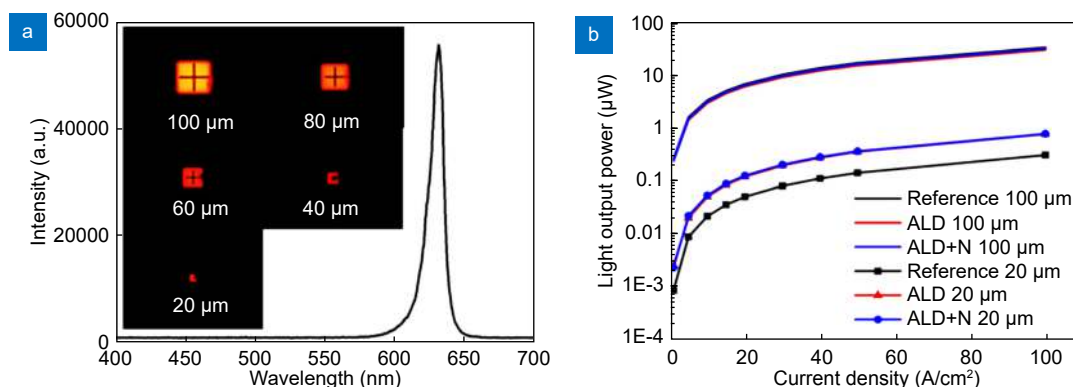 a
60000
40000
20000
0
Intensity (a.u.)
100 µm
80 µm
60 µm
40 µm
20 µm
400
450
500
550
600
650
700
Wavelength (nm)
b
100
10
1
0.1
0.01
1E-3
1E-4
Light output power (µW)
Reference 100 µm
ALD 100 µm
ALD+N 100 µm
Reference 20 µm
ALD 20 µm
ALD+N 20 µm
0
20
40
60
80
100
Current density (A/cm²)